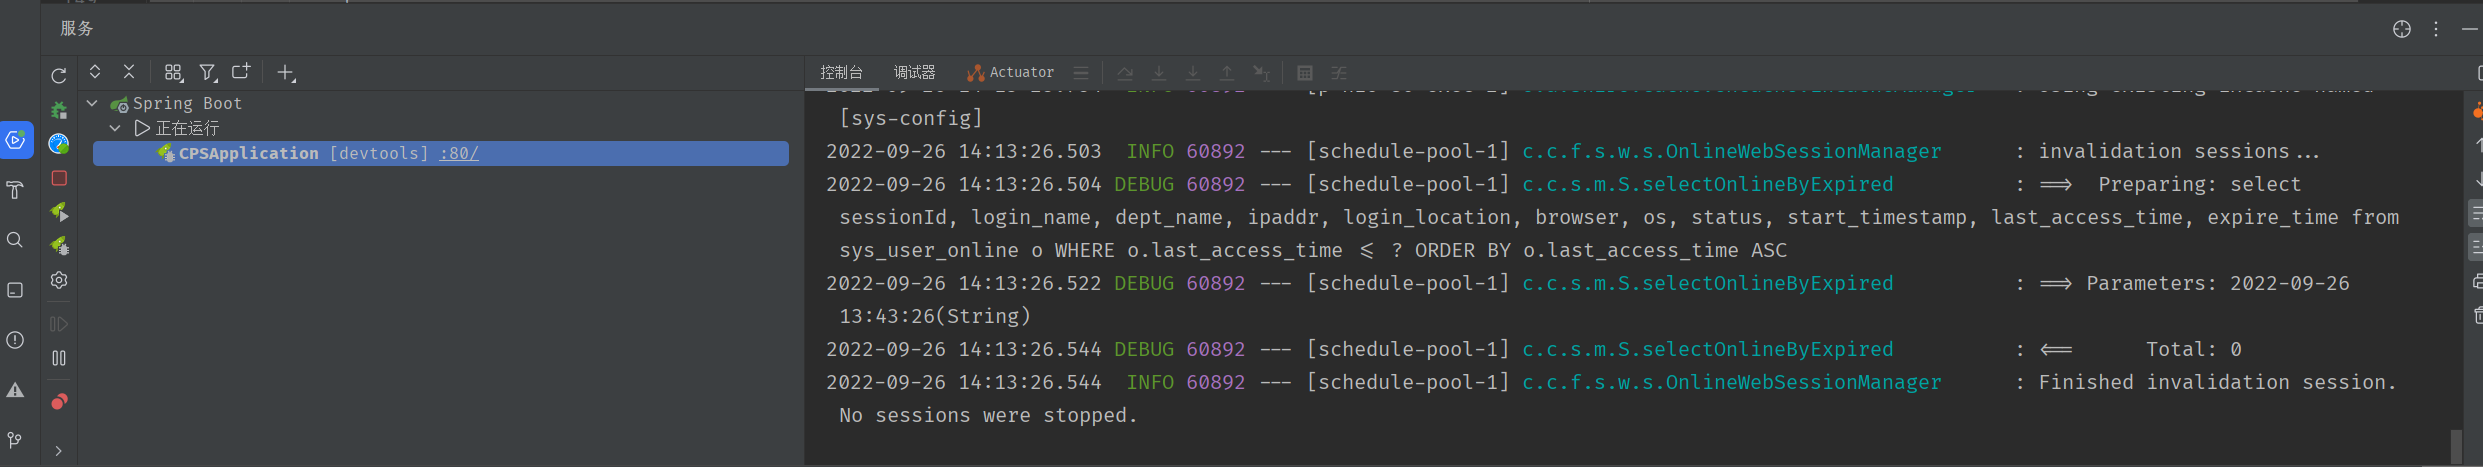 服务
控制台 调试器 Actuator
Spring Boot
正在运行
CPSApplication [devtools] :80/
[sys-config]
2022-09-26 14:13:26.503 INFO 60892 --- [schedule-pool-1] c.c.f.s.w.s.OnlineWebSessionManager : invalidation sessions...
2022-09-26 14:13:26.504 DEBUG 60892 --- [schedule-pool-1] c.c.s.m.S.selectOnlineByExpired : ==> Preparing: select
sessionId, login_name, dept_name, ipaddr, login_location, browser, os, status, start_timestamp, last_access_time, expire_time from
sys_user_online o WHERE o.last_access_time <= ? ORDER BY o.last_access_time ASC
2022-09-26 14:13:26.522 DEBUG 60892 --- [schedule-pool-1] c.c.s.m.S.selectOnlineByExpired : ==> Parameters: 2022-09-26
13:43:26(String)
2022-09-26 14:13:26.544 DEBUG 60892 --- [schedule-pool-1] c.c.s.m.S.selectOnlineByExpired : <== Total: 0
2022-09-26 14:13:26.544 INFO 60892 --- [schedule-pool-1] c.c.f.s.w.s.OnlineWebSessionManager : Finished invalidation session.
No sessions were stopped.